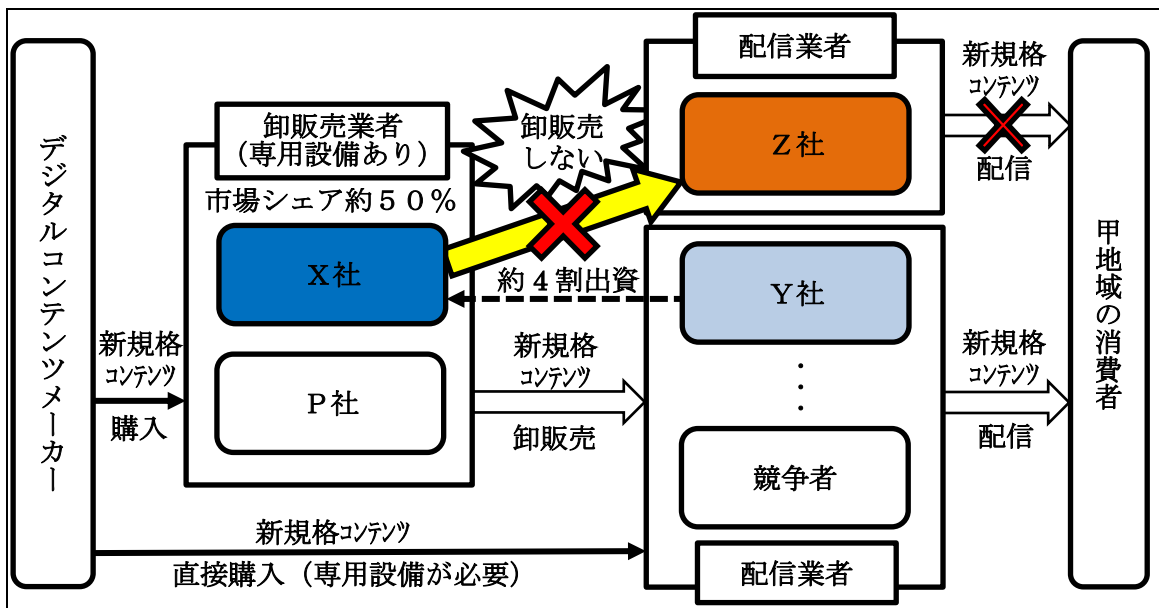 デジタルコンテンツメーカー
新規格
コンテンツ
購入
卸販売業者
（専用設備あり）
市場シェア約５０％
Ｘ社
Ｐ社
卸販売
しない
約４割出資
新規格
コンテンツ
卸販売
新規格コンテンツ
直接購入（専用設備が必要）
配信業者
Ｚ社
Ｙ社
・
・
・
競争者
配信業者
新規格
コンテンツ
配信
新規格
コンテンツ
配信
甲地域の消費者